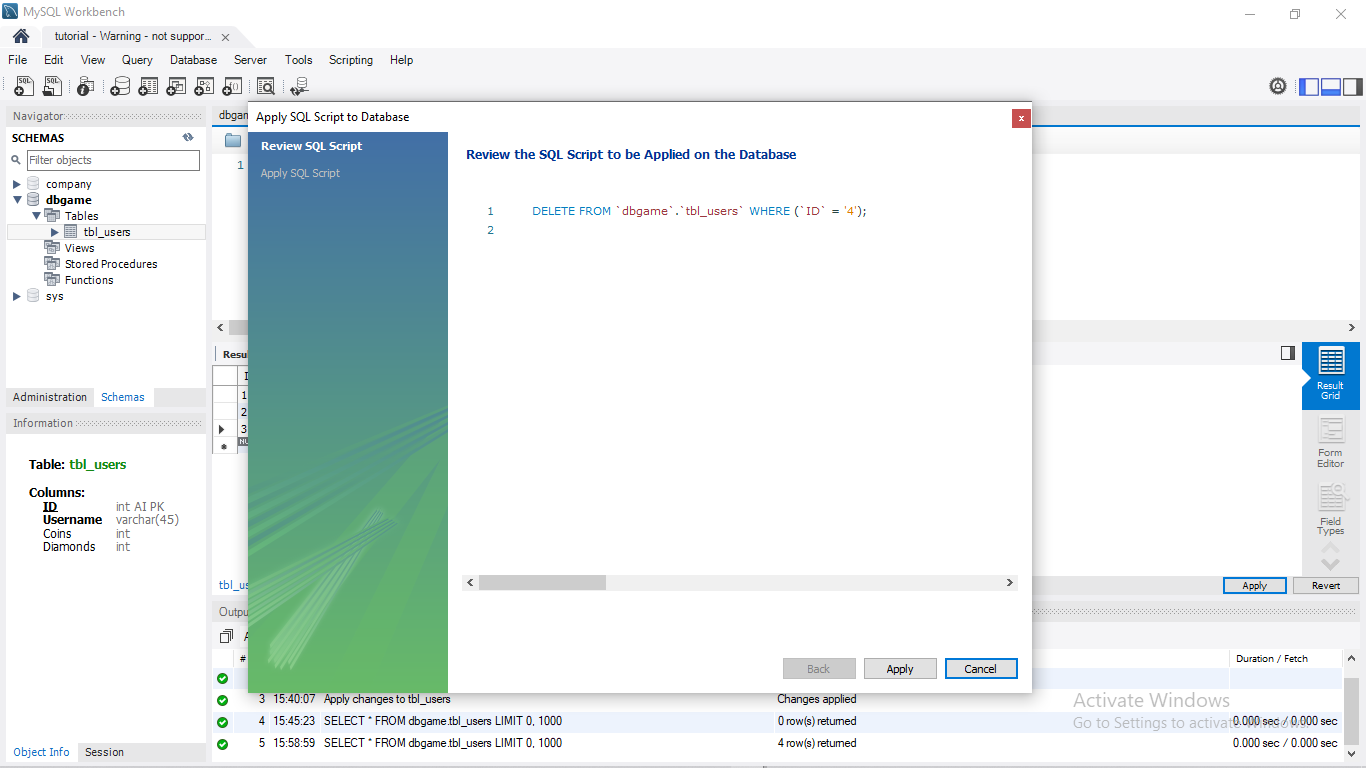 MySQL Workbench
tutorial - Warning - not suppor... x
File Edit View Query Database Server Tools Scripting Help
Navigator
SCHEMAS
Filter objects
company
dbgame
Tables
tbl_users
Views
Stored Procedures
Functions
sys
Administration Schemas
Information
Table: tbl_users
Columns:
ID int AI PK
Username varchar(45)
Coins int
Diamonds int
Object Info Session
1
Apply SQL Script to Database x
Review SQL Script
Apply SQL Script
Review the SQL Script to be Applied on the Database
1 DELETE FROM `dbgame`.`tbl_users` WHERE (`ID` = '4');
2
Back Apply Cancel
1
2
3
Result Grid
Form Editor
Field Types
Apply Revert
# Duration / Fetch
3 15:40:07 Apply changes to tbl_users Changes applied
4 15:45:23 SELECT * FROM dbgame.tbl_users LIMIT 0, 1000 0 row(s) returned 0.000 sec / 0.000 sec
5 15:58:59 SELECT * FROM dbgame.tbl_users LIMIT 0, 1000 4 row(s) returned 0.000 sec / 0.000 sec
Activate Windows
Go to Settings to activate Windows.